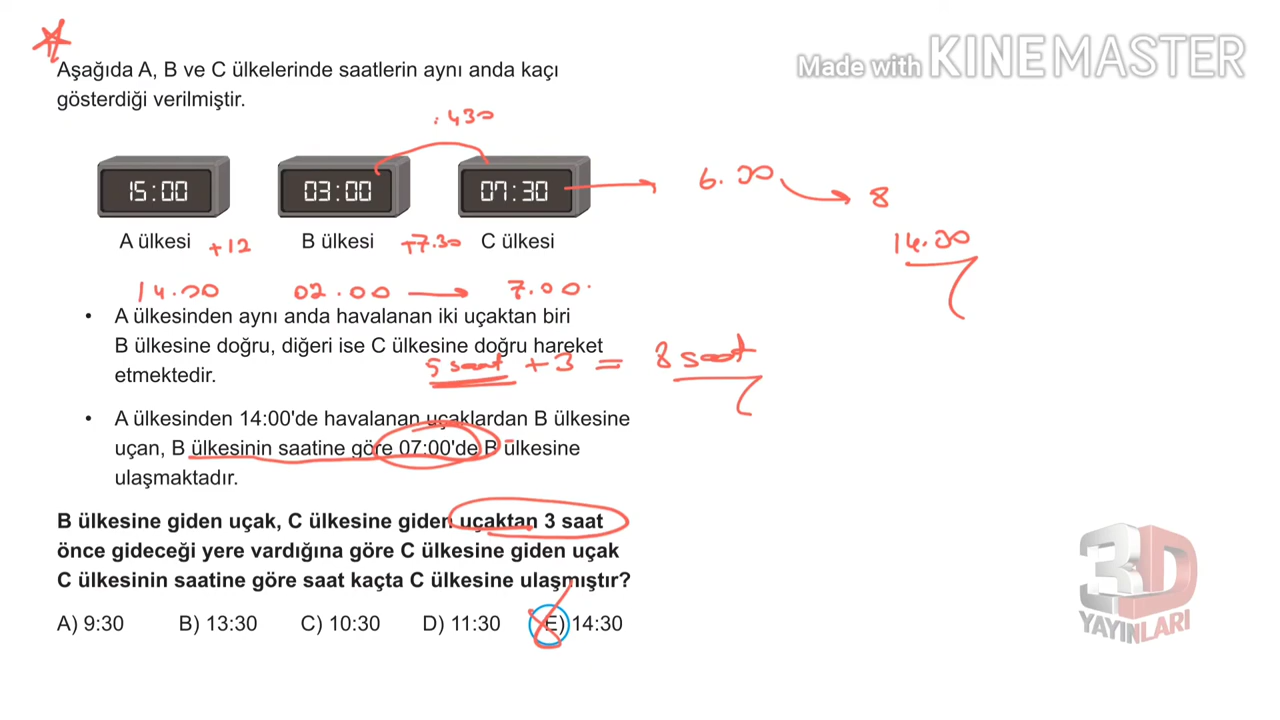 Made with KINEMASTER
Aşağıda A, B ve C ülkelerinde saatlerin aynı anda kaçı
gösterdiği verilmiştir.
.430
15:00 03:00 07:30
6.00 8
A ülkesi +12 B ülkesi +7.30 C ülkesi
14.00
14.00 02.00 7.00.
• A ülkesinden aynı anda havalanan iki uçaktan biri
B ülkesine doğru, diğeri ise C ülkesine doğru hareket
etmektedir.
5 saat + 3 = 8 saat
• A ülkesinden 14:00'de havalanan uçaklardan B ülkesine
uçan, B ülkesinin saatine göre 07:00'de B ülkesine
ulaşmaktadır.
B ülkesine giden uçak, C ülkesine giden uçaktan 3 saat
önce gideceği yere vardığına göre C ülkesine giden uçak
C ülkesinin saatine göre saat kaçta C ülkesine ulaşmıştır?
A) 9:30 B) 13:30 C) 10:30 D) 11:30 E) 14:30
3D
YAYINLARI